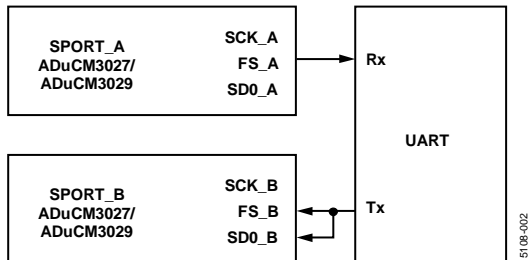 SPORT_A
ADuCM3027/
ADuCM3029
SCK_A
FS_A
SD0_A
Rx
UART
SPORT_B
ADuCM3027/
ADuCM3029
SCK_B
FS_B
SD0_B
Tx
5108-002